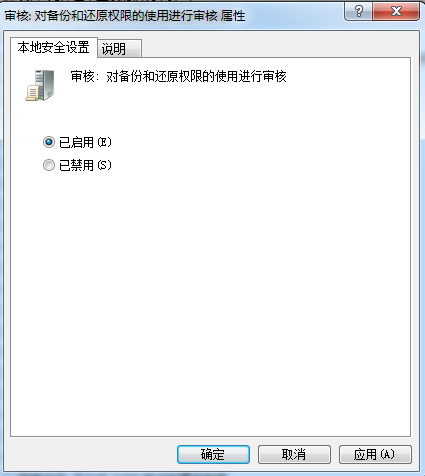 审核: 对备份和还原权限的使用进行审核 属性
本地安全设置 说明
审核: 对备份和还原权限的使用进行审核
已启用(E)
已禁用(S)
确定 取消 应用(A)